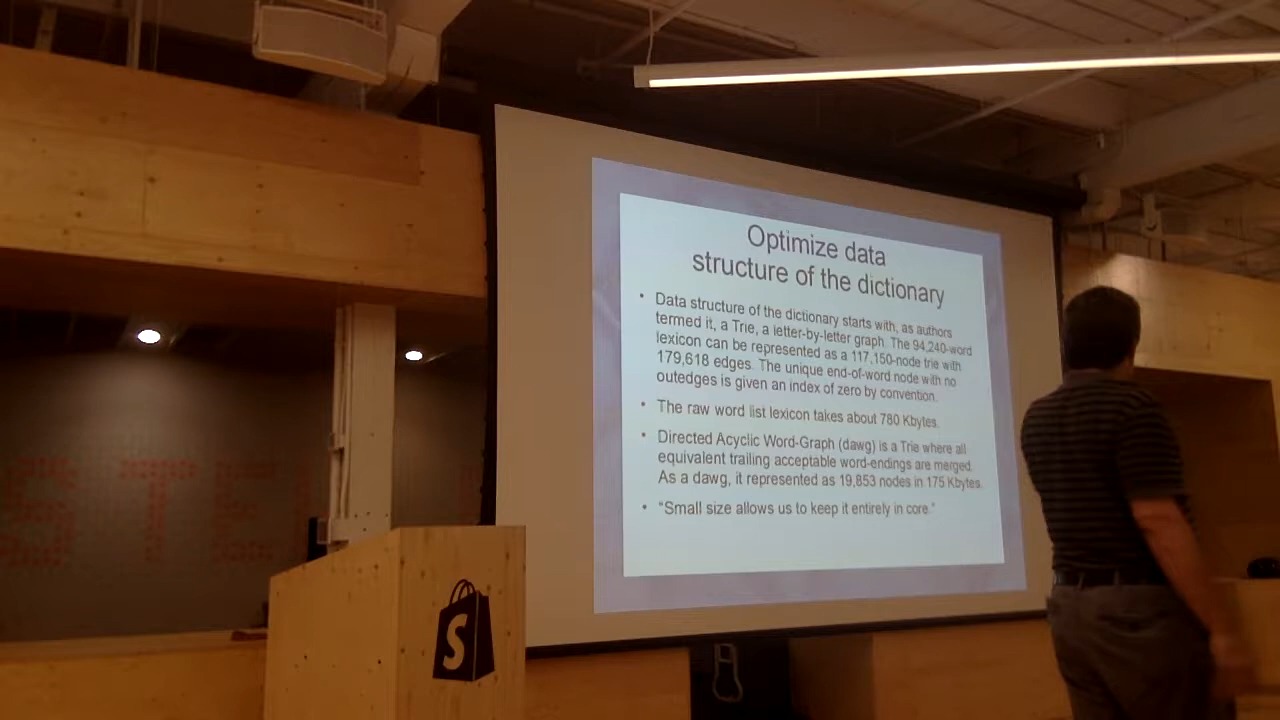 Optimize data
structure of the dictionary
• Data structure of the dictionary starts with, as authors
termed it, a Trie, a letter-by-letter graph. The 94,240-word
lexicon can be represented as a 117,150-node trie with
179,618 edges. The unique end-of-word node with no
outedges is given an index of zero by convention.
• The raw word list lexicon takes about 780 Kbytes.
• Directed Acyclic Word-Graph (dawg) is a Trie where all
equivalent trailing acceptable word-endings are merged.
As a dawg, it represented as 19,853 nodes in 175 Kbytes.
• “Small size allows us to keep it entirely in core.”
STE
S